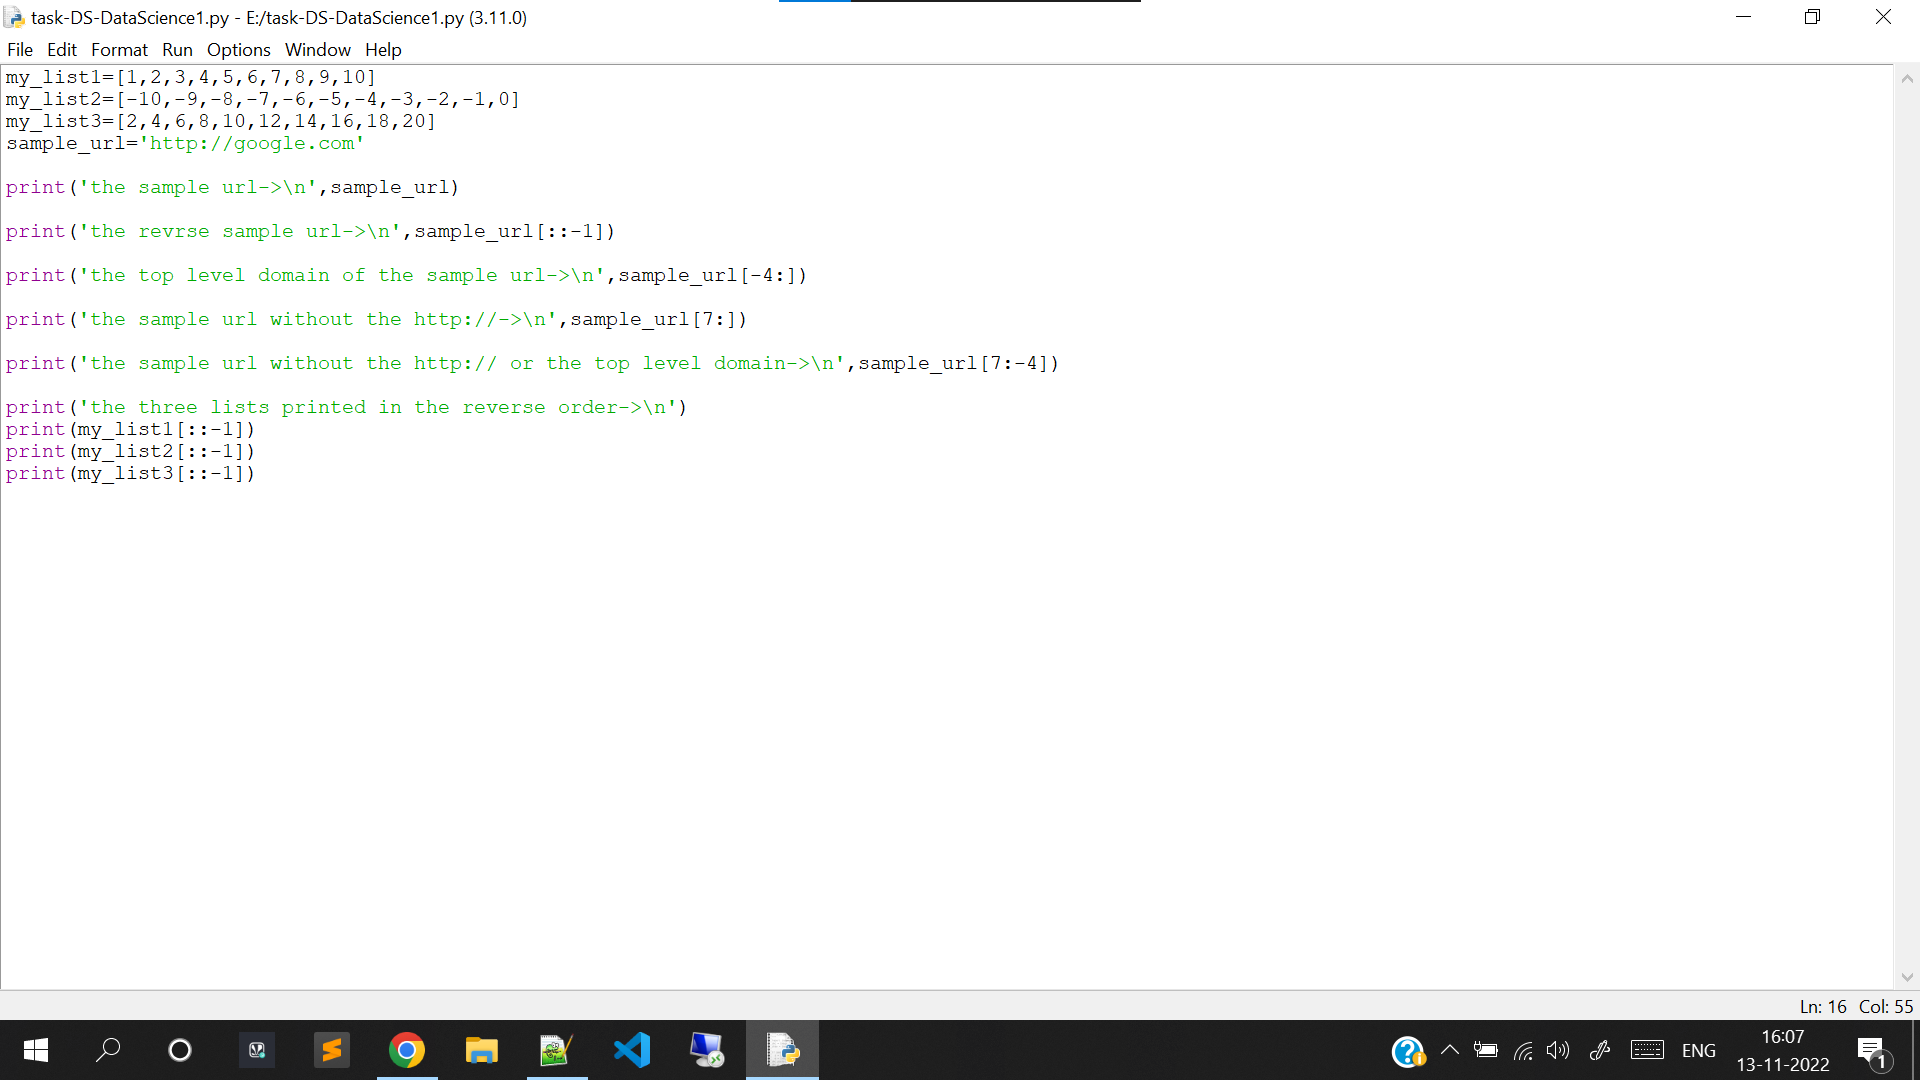 task-DS-DataScience1.py - E:/task-DS-DataScience1.py (3.11.0)
File Edit Format Run Options Window Help
my_list1=[1,2,3,4,5,6,7,8,9,10]
my_list2=[-10,-9,-8,-7,-6,-5,-4,-3,-2,-1,0]
my_list3=[2,4,6,8,10,12,14,16,18,20]
sample_url='http://google.com'
print('the sample url->\n',sample_url)
print('the revrse sample url->\n',sample_url[::-1])
print('the top level domain of the sample url->\n',sample_url[-4:])
print('the sample url without the http://->\n',sample_url[7:])
print('the sample url without the http:// or the top level domain->\n',sample_url[7:-4])
print('the three lists printed in the reverse order->\n')
print(my_list1[::-1])
print(my_list2[::-1])
print(my_list3[::-1])
Ln: 16 Col: 55
ENG
16:07
13-11-2022
1